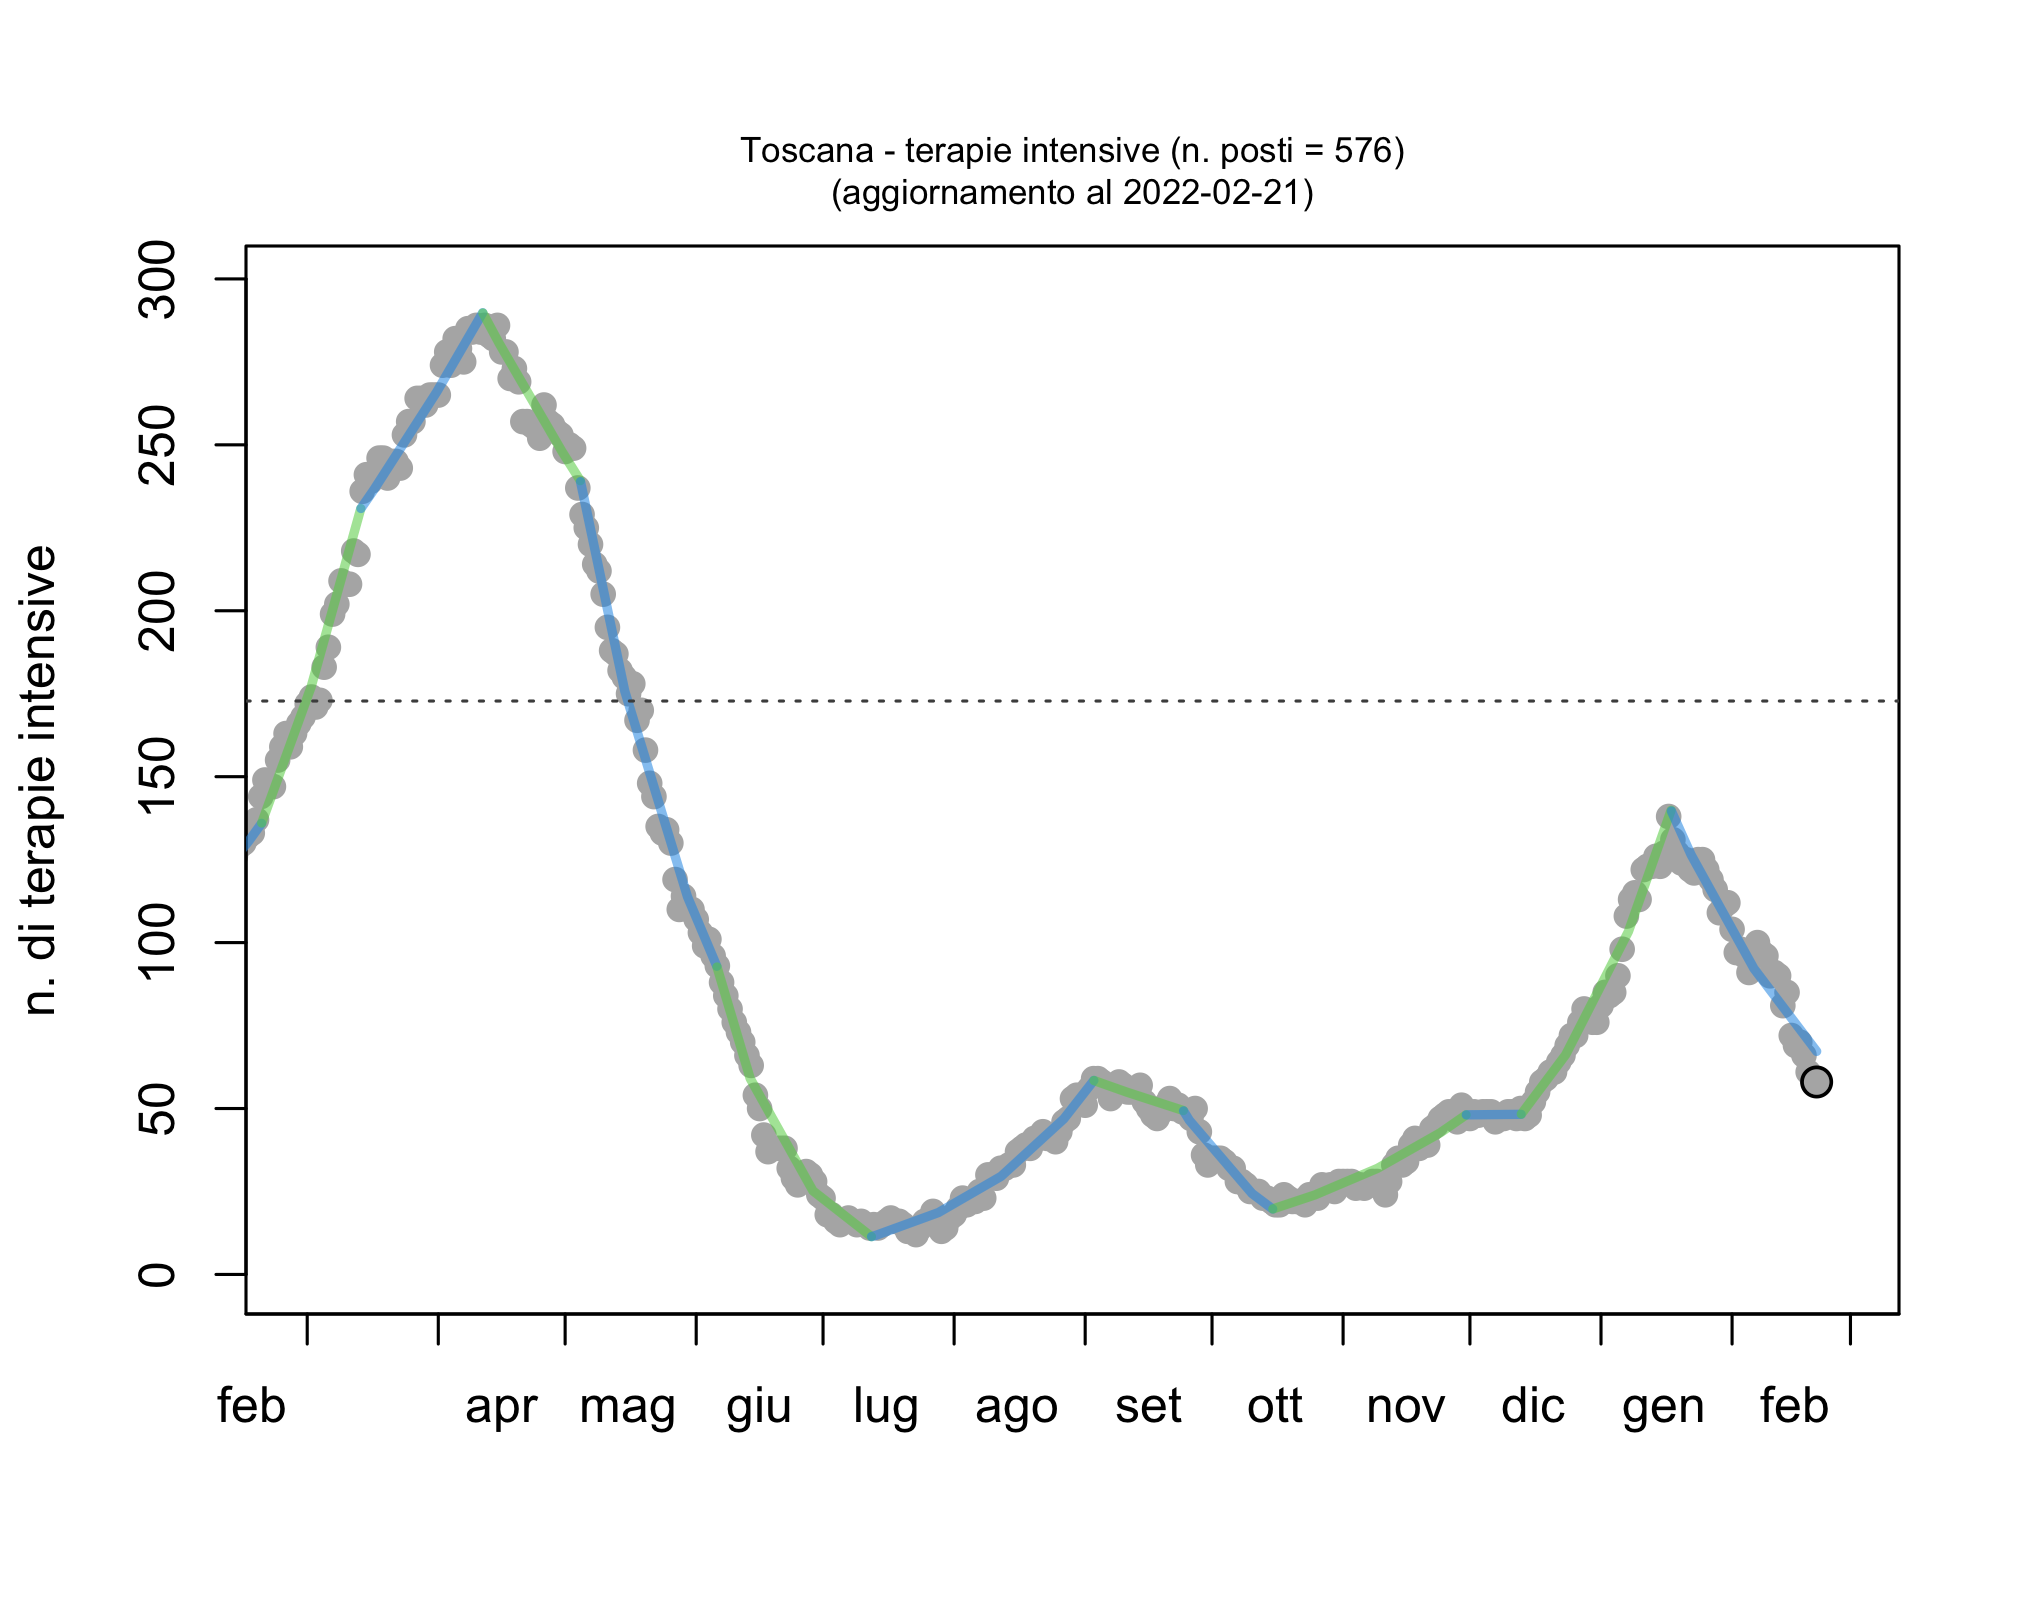 Toscana - terapie intensive (n. posti = 576)
(aggiornamento al 2022-02-21)
n. di terapie intensive
300
250
200
150
100
50
0
feb apr mag giu lug ago set ott nov dic gen feb